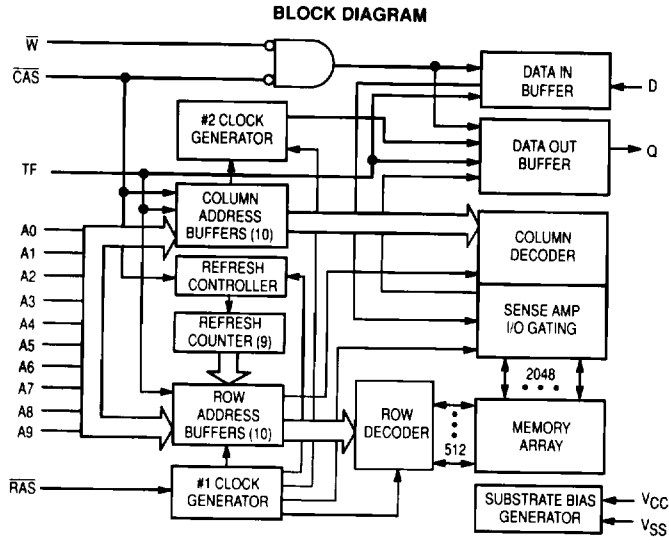 BLOCK DIAGRAM
W
CAS
DATA IN
BUFFER
D
#2 CLOCK
GENERATOR
DATA OUT
BUFFER
Q
TF
COLUMN
ADDRESS
BUFFERS (10)
COLUMN
DECODER
A0
A1
A2
A3
A4
A5
A6
A7
A8
A9
REFRESH
CONTROLLER
SENSE AMP
I/O GATING
REFRESH
COUNTER (9)
2048
ROW
ADDRESS
BUFFERS (10)
ROW
DECODER
512
MEMORY
ARRAY
RAS
#1 CLOCK
GENERATOR
SUBSTRATE BIAS
GENERATOR
VCC
VSS